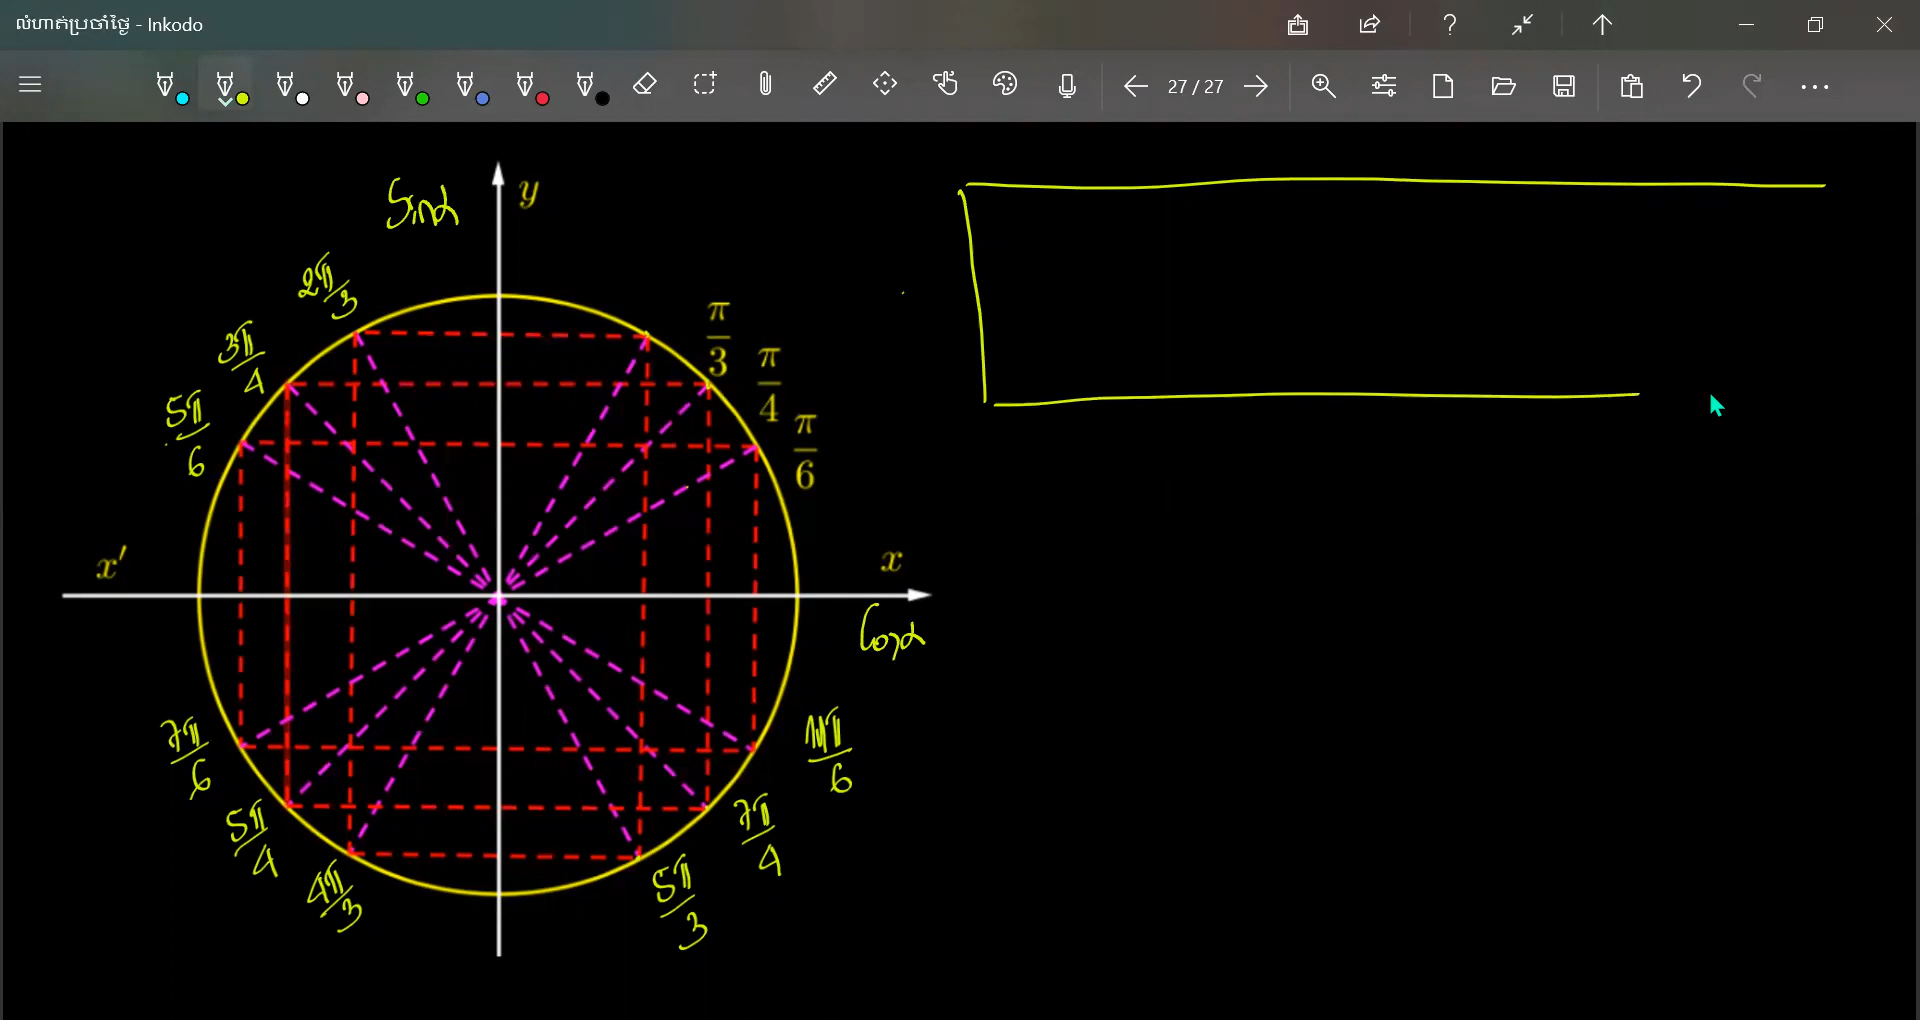 លំហាត់ប្រចាំថ្ងៃ - Inkodo
27 / 27
y
Sinα
2π/3
π/3
3π/4
π/4
5π/6
π/6
x'
x
Cosα
7π/6
11π/6
5π/4
7π/4
4π/3
5π/3